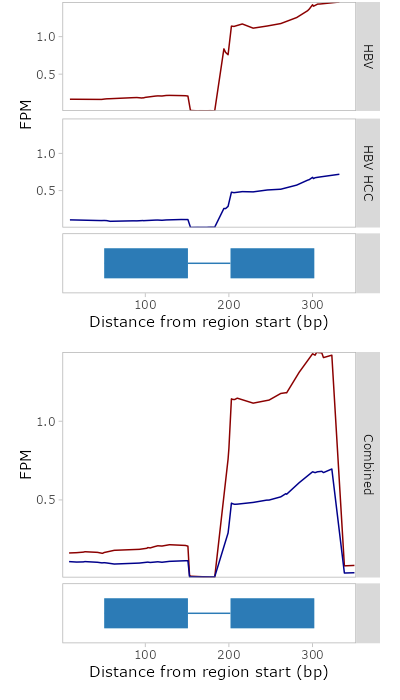 1.0
0.5
HBV
FPM
1.0
0.5
HBV HCC
100 200 300
Distance from region start (bp)
1.0
0.5
FPM
Combined
100 200 300
Distance from region start (bp)